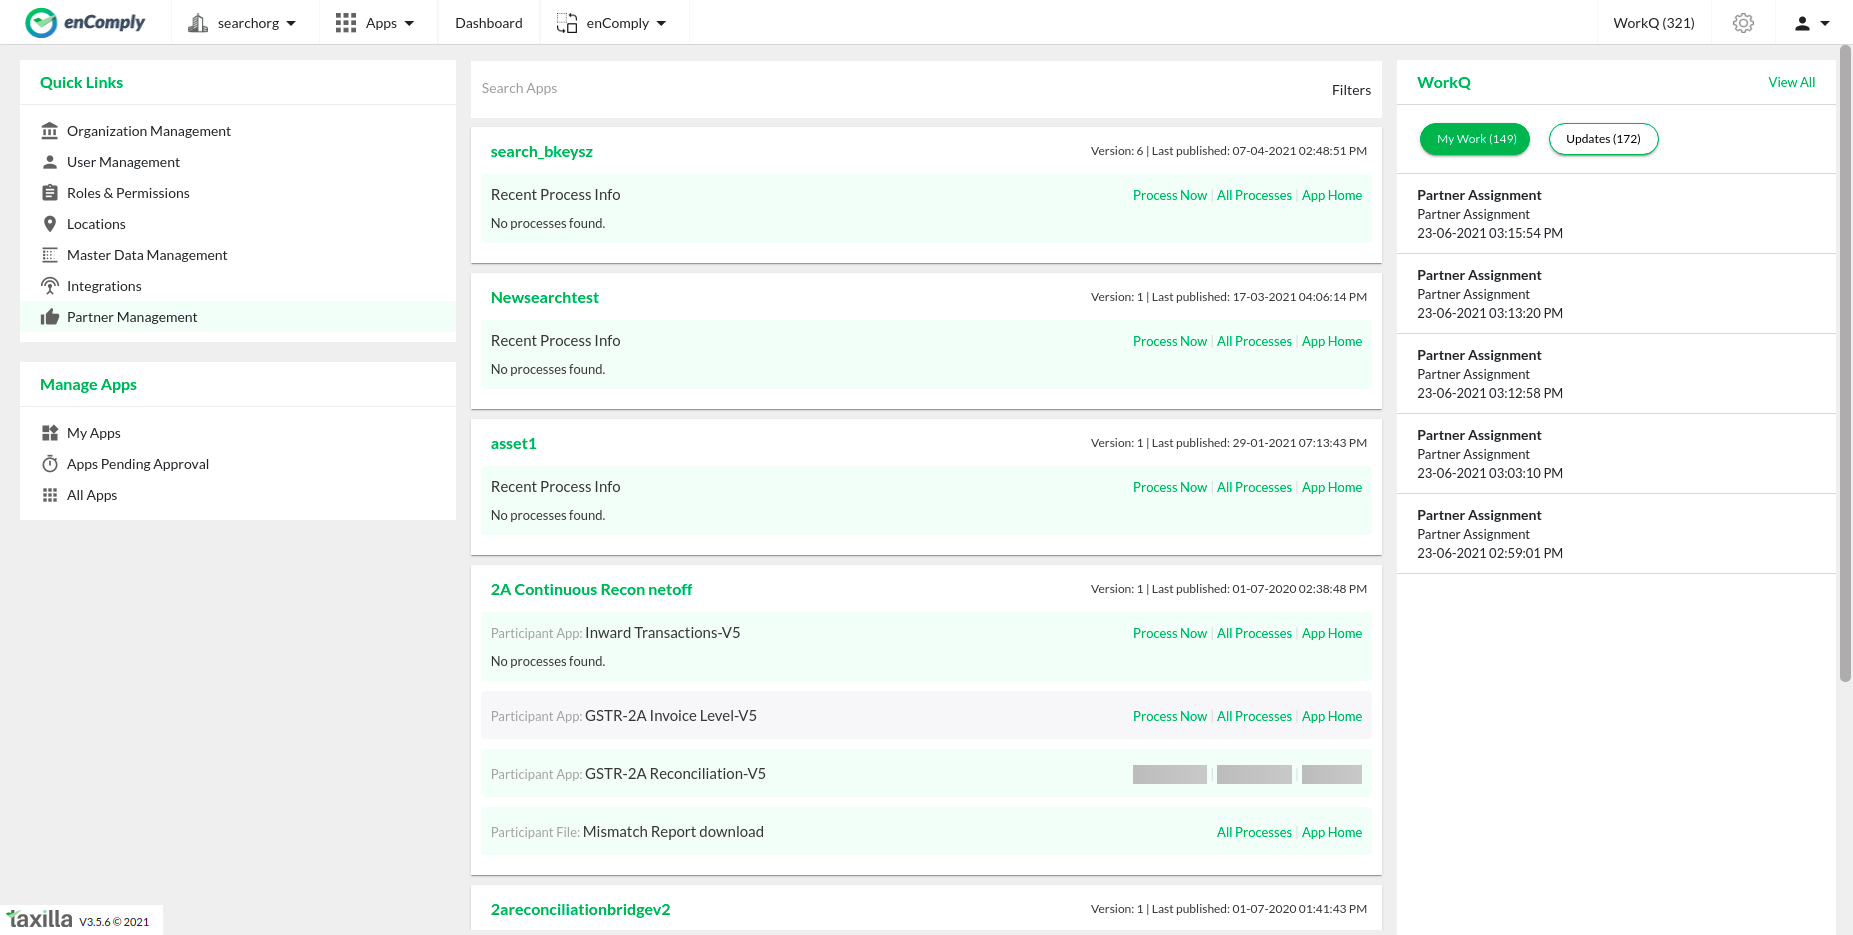 enComply
searchorg
Apps
Dashboard
enComply
WorkQ (321)
Quick Links
Organization Management
User Management
Roles & Permissions
Locations
Master Data Management
Integrations
Partner Management
Manage Apps
My Apps
Apps Pending Approval
All Apps
Search Apps
Filters
search_bkeysz
Version: 6 | Last published: 07-04-2021 02:48:51 PM
Recent Process Info
Process Now | All Processes | App Home
No processes found.
Newsearchtest
Version: 1 | Last published: 17-03-2021 04:06:14 PM
Recent Process Info
Process Now | All Processes | App Home
No processes found.
asset1
Version: 1 | Last published: 29-01-2021 07:13:43 PM
Recent Process Info
Process Now | All Processes | App Home
No processes found.
2A Continuous Recon netoff
Version: 1 | Last published: 01-07-2020 02:38:48 PM
Participant App: Inward Transactions-V5
Process Now | All Processes | App Home
No processes found.
Participant App: GSTR-2A Invoice Level-V5
Process Now | All Processes | App Home
Participant App: GSTR-2A Reconciliation-V5
Participant File: Mismatch Report download
All Processes | App Home
2areconciliationbridgev2
Version: 1 | Last published: 01-07-2020 01:41:43 PM
WorkQ
View All
My Work (149)
Updates (172)
Partner Assignment
Partner Assignment
23-06-2021 03:15:54 PM
Partner Assignment
Partner Assignment
23-06-2021 03:13:20 PM
Partner Assignment
Partner Assignment
23-06-2021 03:12:58 PM
Partner Assignment
Partner Assignment
23-06-2021 03:03:10 PM
Partner Assignment
Partner Assignment
23-06-2021 02:59:01 PM
taxilla
V3.5.6 © 2021